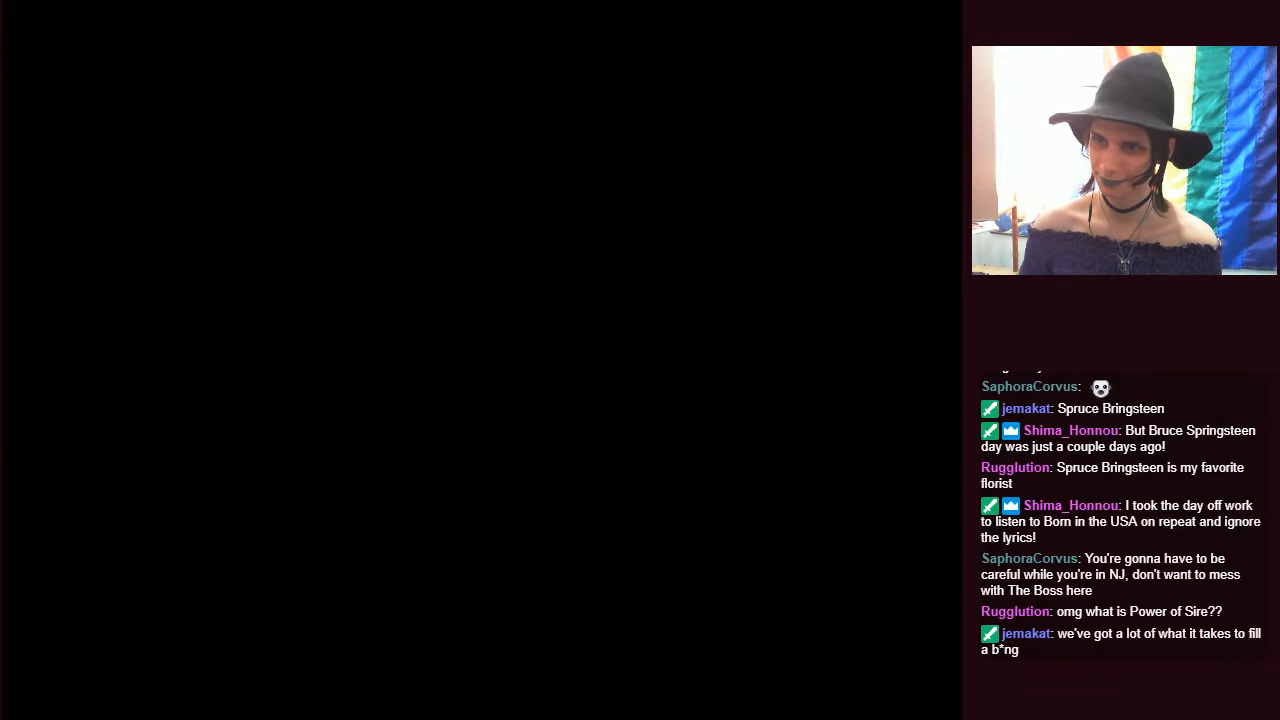 SaphoraCorvus:
jemakat: Spruce Bringsteen
Shima_Honnou: But Bruce Springsteen
day was just a couple days ago!
Rugglution: Spruce Bringsteen is my favorite
florist
Shima_Honnou: I took the day off work
to listen to Born in the USA on repeat and ignore
the lyrics!
SaphoraCorvus: You're gonna have to be
careful while you're in NJ, don't want to mess
with The Boss here
Rugglution: omg what is Power of Sire??
jemakat: we've got a lot of what it takes to fill
a b*ng